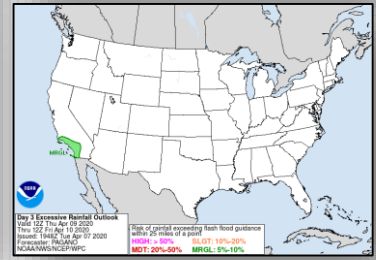 MRGL
NOAA
Day 3 Excessive Rainfall Outlook
Valid 12Z Thu Apr 09 2020
Thru 12Z Fri Apr 10 2020
Issued: 1948Z Tue Apr 07 2020
Forecaster: PAGANO
NOAA/NWS/NCEP/WPC
Risk of rainfall exceeding flash flood guidance
within 25 miles of a point
HIGH: > 50% SLGT: 10%-20%
MDT: 20%-50% MRGL: 5%-10%